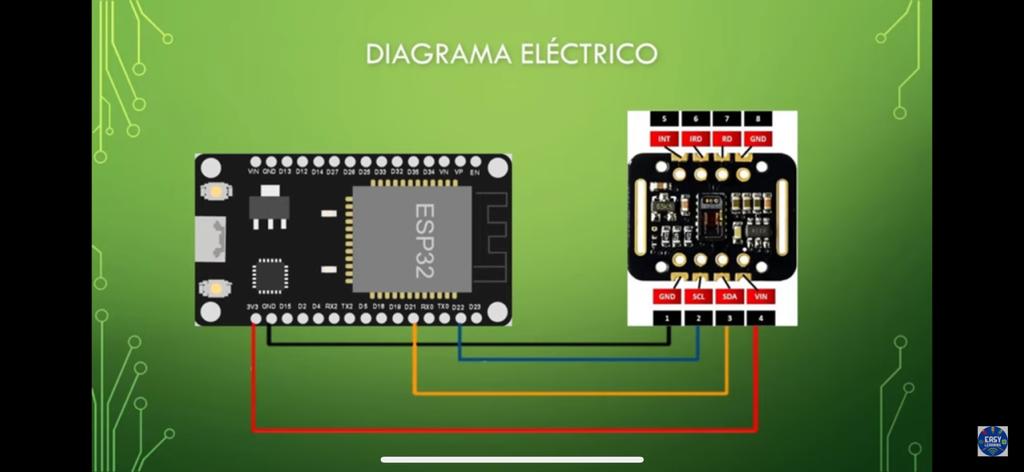 DIAGRAMA ELÉCTRICO
5 6 7 8
INT IRD RD GND
VIN GND D13 D12 D14 D27 D26 D25 D33 D32 D35 D34 VN VP EN
ESP32
3V3 GND D15 D2 D4 RX2 TX2 D5 D18 D19 D21 RX0 TX0 D22 D23
GND SCL SDA VIN
1 2 3 4
EASY
LEARNING